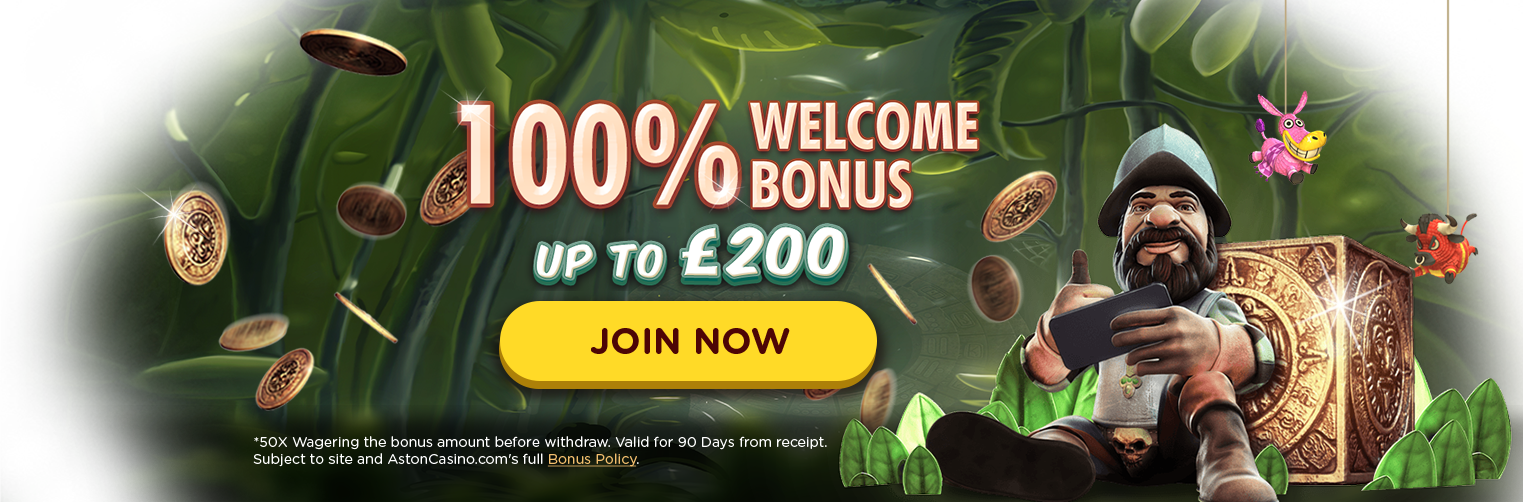 100% WELCOME
BONUS
UP TO £200
JOIN NOW
*50X Wagering the bonus amount before withdraw. Valid for 90 Days from receipt.
Subject to site and AstonCasino.com's full Bonus Policy.